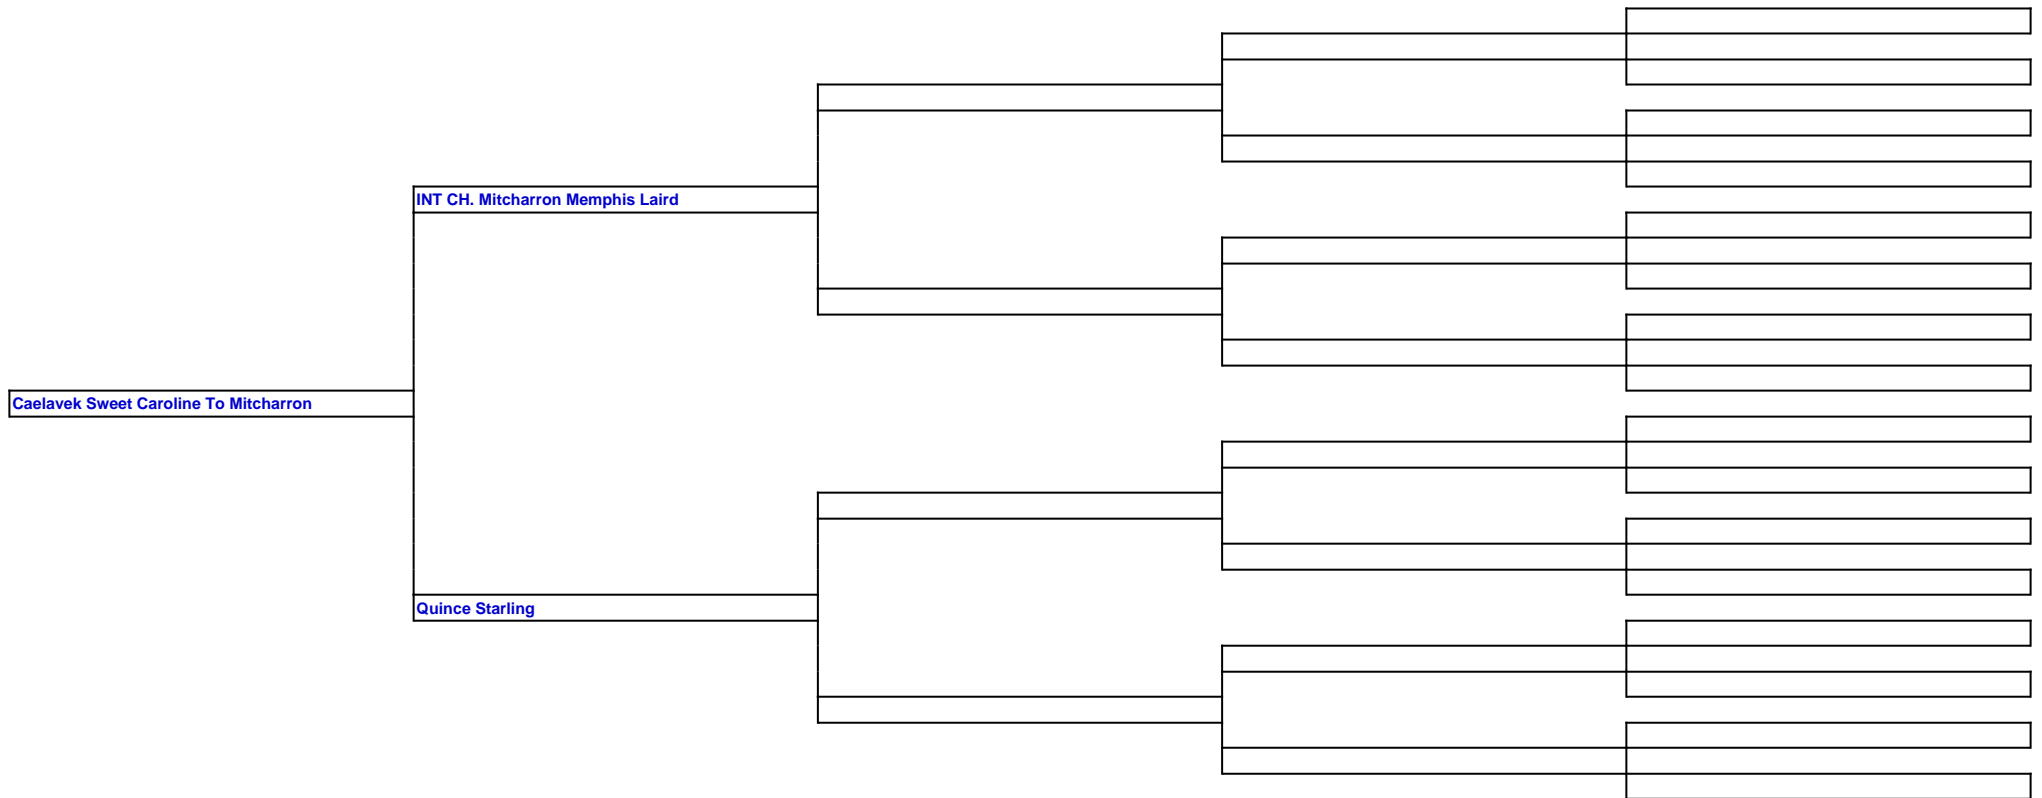 INT CH. Mitcharron Memphis Laird
Caelavek Sweet Caroline To Mitcharron
Quince Starling